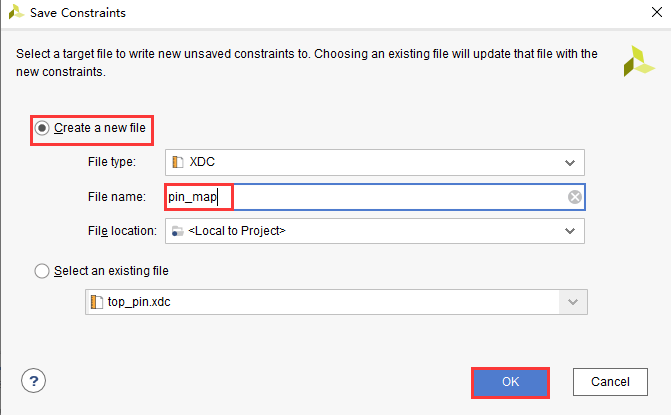 Save Constraints
Select a target file to write new unsaved constraints to. Choosing an existing file will update that file with the
new constraints.
Create a new file
File type: XDC
File name: pin_map
File location: <Local to Project>
Select an existing file
top_pin.xdc
? OK Cancel